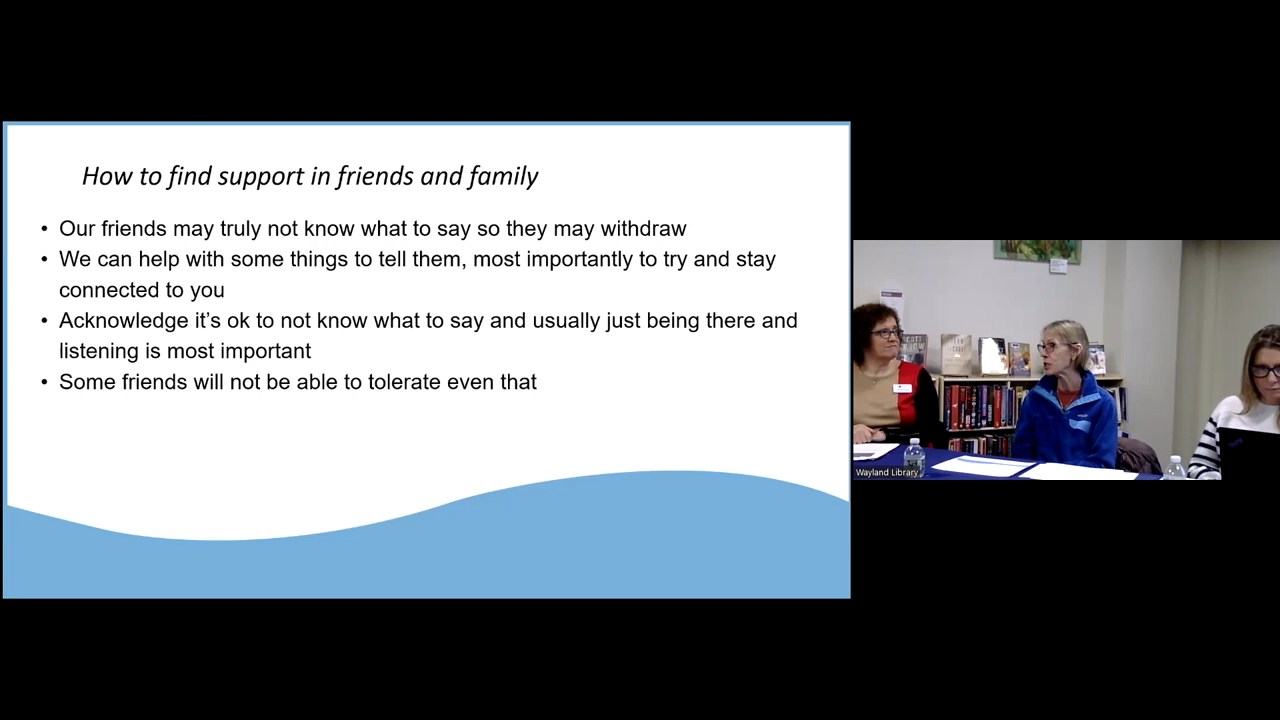 How to find support in friends and family
• Our friends may truly not know what to say so they may withdraw
• We can help with some things to tell them, most importantly to try and stay
connected to you
• Acknowledge it’s ok to not know what to say and usually just being there and
listening is most important
• Some friends will not be able to tolerate even that
Wayland Library